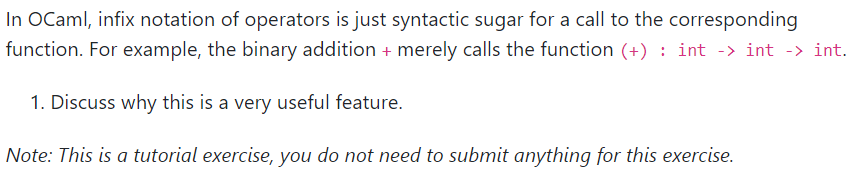 In OCaml, infix notation of operators is just syntactic sugar for a call to the corresponding
function. For example, the binary addition + merely calls the function (+) : int -> int -> int.
1. Discuss why this is a very useful feature.
Note: This is a tutorial exercise, you do not need to submit anything for this exercise.